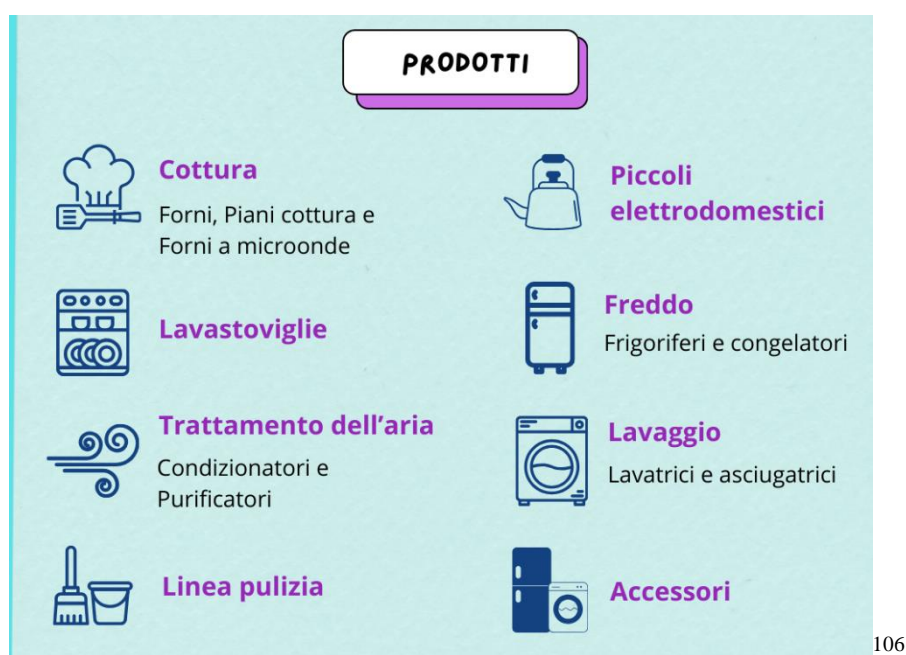 PRODOTTI
Cottura
Forni, Piani cottura e
Forni a microonde
Piccoli
elettrodomestici
Lavastoviglie
Freddo
Frigoriferi e congelatori
Trattamento dell'aria
Condizionatori e
Purificatori
Lavaggio
Lavatrici e asciugatrici
Linea pulizia
Accessori
106